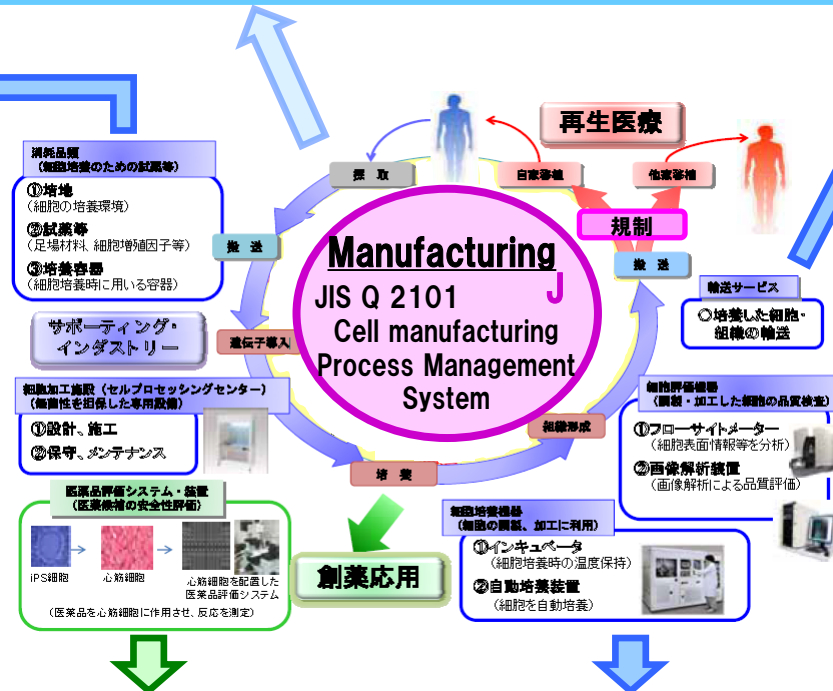 再生医療
消耗品類
(細胞培養のための試薬等)
①培地
(細胞の培養環境)
②試薬等
(足場材料、細胞増殖因子等)
③培養容器
(細胞培養時に用いる容器)
採取
自家移植
他家移植
規制
搬送
搬送
Manufacturing
J
JIS Q 2101
Cell manufacturing
Process Management
System
輸送サービス
○培養した細胞・
組織の輸送
サポーティング・
インダストリー
遺伝子導入
細胞加工施設(セルプロセッシングセンター)
(無菌性を担保した専用設備)
①設計、施工
②保守、メンテナンス
組織形成
培養
細胞評価機器
(調製・加工した細胞の品質検査)
①フローサイトメーター
(細胞表面情報等を分析)
②画像解析装置
(画像解析による品質評価)
医薬品評価システム・装置
(医薬候補の安全性評価)
iPS細胞
心筋細胞
心筋細胞を配置した
医薬品評価システム
(医薬品を心筋細胞に作用させ、反応を測定)
創薬応用
細胞培養機器
(細胞の調製、加工に利用)
①インキュベータ
(細胞培養時の温度保持)
②自動培養装置
(細胞を自動培養)